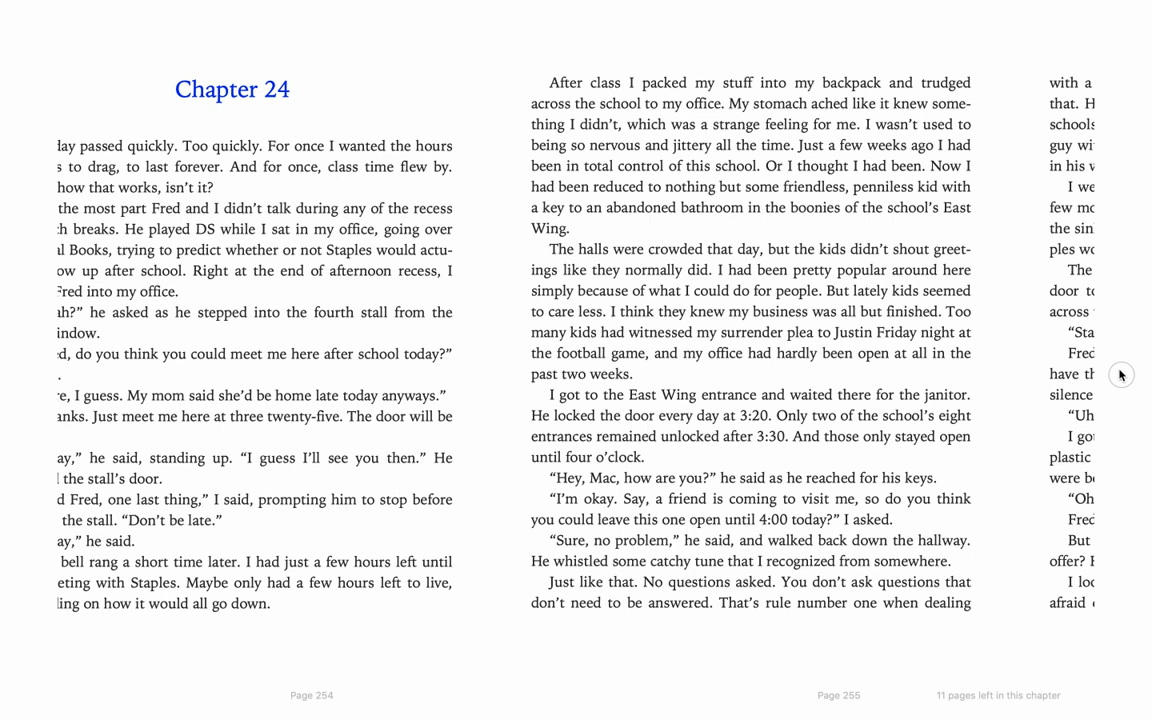 Chapter 24
day passed quickly. Too quickly. For once I wanted the hours
s to drag, to last forever. And for once, class time flew by.
how that works, isn't it?
the most part Fred and I didn't talk during any of the recess
ch breaks. He played DS while I sat in my office, going over
al Books, trying to predict whether or not Staples would actu-
ow up after school. Right at the end of afternoon recess, I
Fred into my office.
ah?" he asked as he stepped into the fourth stall from the
indow.
ed, do you think you could meet me here after school today?"
.
re, I guess. My mom said she'd be home late today anyways."
anks. Just meet me here at three twenty-five. The door will be
ay," he said, standing up. "I guess I'll see you then." He
the stall's door.
d Fred, one last thing," I said, prompting him to stop before
the stall. "Don't be late."
ay," he said.
bell rang a short time later. I had just a few hours left until
eeting with Staples. Maybe only had a few hours left to live,
ding on how it would all go down.
Page 254
After class I packed my stuff into my backpack and trudged
across the school to my office. My stomach ached like it knew some-
thing I didn't, which was a strange feeling for me. I wasn't used to
being so nervous and jittery all the time. Just a few weeks ago I had
been in total control of this school. Or I thought I had been. Now I
had been reduced to nothing but some friendless, penniless kid with
a key to an abandoned bathroom in the boonies of the school's East
Wing.
The halls were crowded that day, but the kids didn't shout greet-
ings like they normally did. I had been pretty popular around here
simply because of what I could do for people. But lately kids seemed
to care less. I think they knew my business was all but finished. Too
many kids had witnessed my surrender plea to Justin Friday night at
the football game, and my office had hardly been open at all in the
past two weeks.
I got to the East Wing entrance and waited there for the janitor.
He locked the door every day at 3:20. Only two of the school's eight
entrances remained unlocked after 3:30. And those only stayed open
until four o'clock.
"Hey, Mac, how are you?" he said as he reached for his keys.
"I'm okay. Say, a friend is coming to visit me, so do you think
you could leave this one open until 4:00 today?" I asked.
"Sure, no problem," he said, and walked back down the hallway.
He whistled some catchy tune that I recognized from somewhere.
Just like that. No questions asked. You don't ask questions that
don't need to be answered. That's rule number one when dealing
Page 255
with a
that. H
schools
guy wi
in his
I we
few mo
the sin
ples wo
The
door to
across
"Sta
Fred
have th
silence
"Uh
I go
plastic
were b
"Oh
Fred
But
offer?
I loo
afraid
11 pages left in this chapter